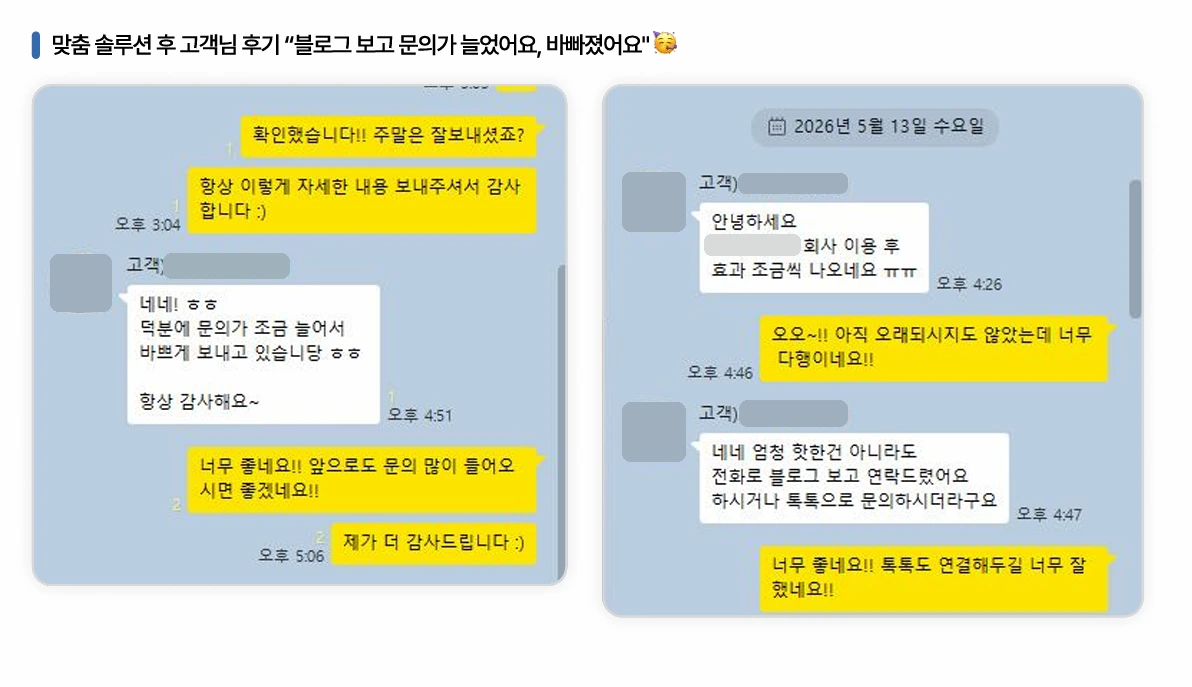 맞춤 솔루션 후 고객님 후기 “블로그 보고 문의가 늘었어요, 바빠졌어요"
확인했습니다!! 주말은 잘보내셨죠?
1
항상 이렇게 자세한 내용 보내주셔서 감사
합니다 :)
1
오후 3:04
고객)
네네! ㅎㅎ
덕분에 문의가 조금 늘어서
바쁘게 보내고 있습니당 ㅎㅎ
항상 감사해요~
1
오후 4:51
너무 좋네요!! 앞으로도 문의 많이 들어오
시면 좋겠네요!!
2
제가 더 감사드립니다 :)
2
오후 5:06
2026년 5월 13일 수요일
고객)
안녕하세요
회사 이용 후
효과 조금씩 나오네요 ㅠㅠ
오후 4:26
오오~!! 아직 오래되시지도 않았는데 너무
다행이네요!!
오후 4:46
고객)
네네 엄청 핫한건 아니라도
전화로 블로그 보고 연락드렸어요
하시거나 톡톡으로 문의하시더라구요
오후 4:47
너무 좋네요!! 톡톡도 연결해두길 너무 잘
했네요!!